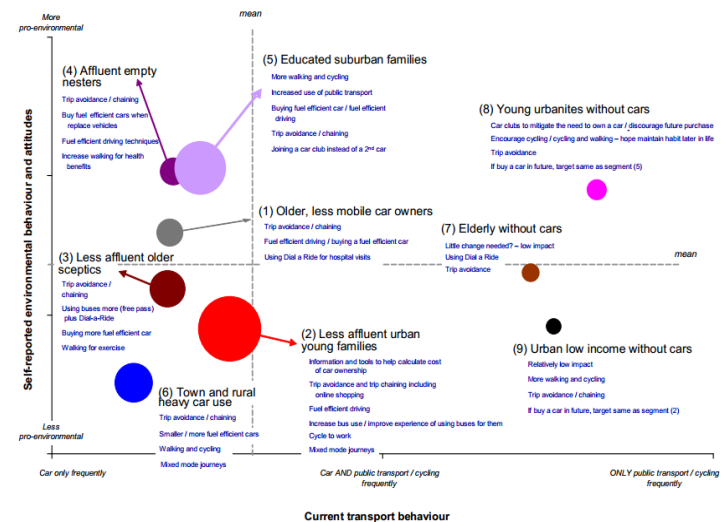 More
pro-environmental
mean
(5) Educated suburban families
More walking and cycling
Increased use of public transport
Buying fuel efficient car / fuel efficient
driving
Trip avoidance / chaining
Joining a car club instead of a 2nd car
(4) Affluent empty
nesters
Trip avoidance / chaining
Buy fuel efficient cars when
replace vehicles
Fuel efficient driving techniques
Increase walking for health
benefits
(8) Young urbanites without cars
Car clubs to mitigate the need to own a car / discourage future purchase
Encourage cycling / cycling and walking – hope maintain habit later in life
Trip avoidance
If buy a car in future, target same as segment (5)
(1) Older, less mobile car owners
Trip avoidance / chaining
Fuel efficient driving / buying a fuel efficient car
Using Dial a Ride for hospital visits
(7) Elderly without cars
Little change needed? – low impact
Using Dial a Ride
Trip avoidance
mean
(3) Less affluent older
sceptics
Trip avoidance /
chaining
Using buses more (free pass)
plus Dial-a-Ride
Buying more fuel efficient car
Walking for exercise
(2) Less affluent urban
young families
Information and tools to help calculate cost
of car ownership
Trip avoidance and trip chaining including
online shopping
Fuel efficient driving
Increase bus use / improve experience of using buses for them
Cycle to work
Mixed mode journeys
(9) Urban low income without cars
Relatively low impact
More walking and cycling
Trip avoidance / chaining
If buy a car in future, target same as segment (2)
(6) Town and rural
heavy car use
Trip avoidance / chaining
Smaller / more fuel efficient cars
Walking and cycling
Mixed mode journeys
Self-reported environmental behaviour and attitudes
Less
pro-environmental
Car only frequently
Car AND public transport / cycling
frequently
ONLY public transport / cycling
frequently
Current transport behaviour